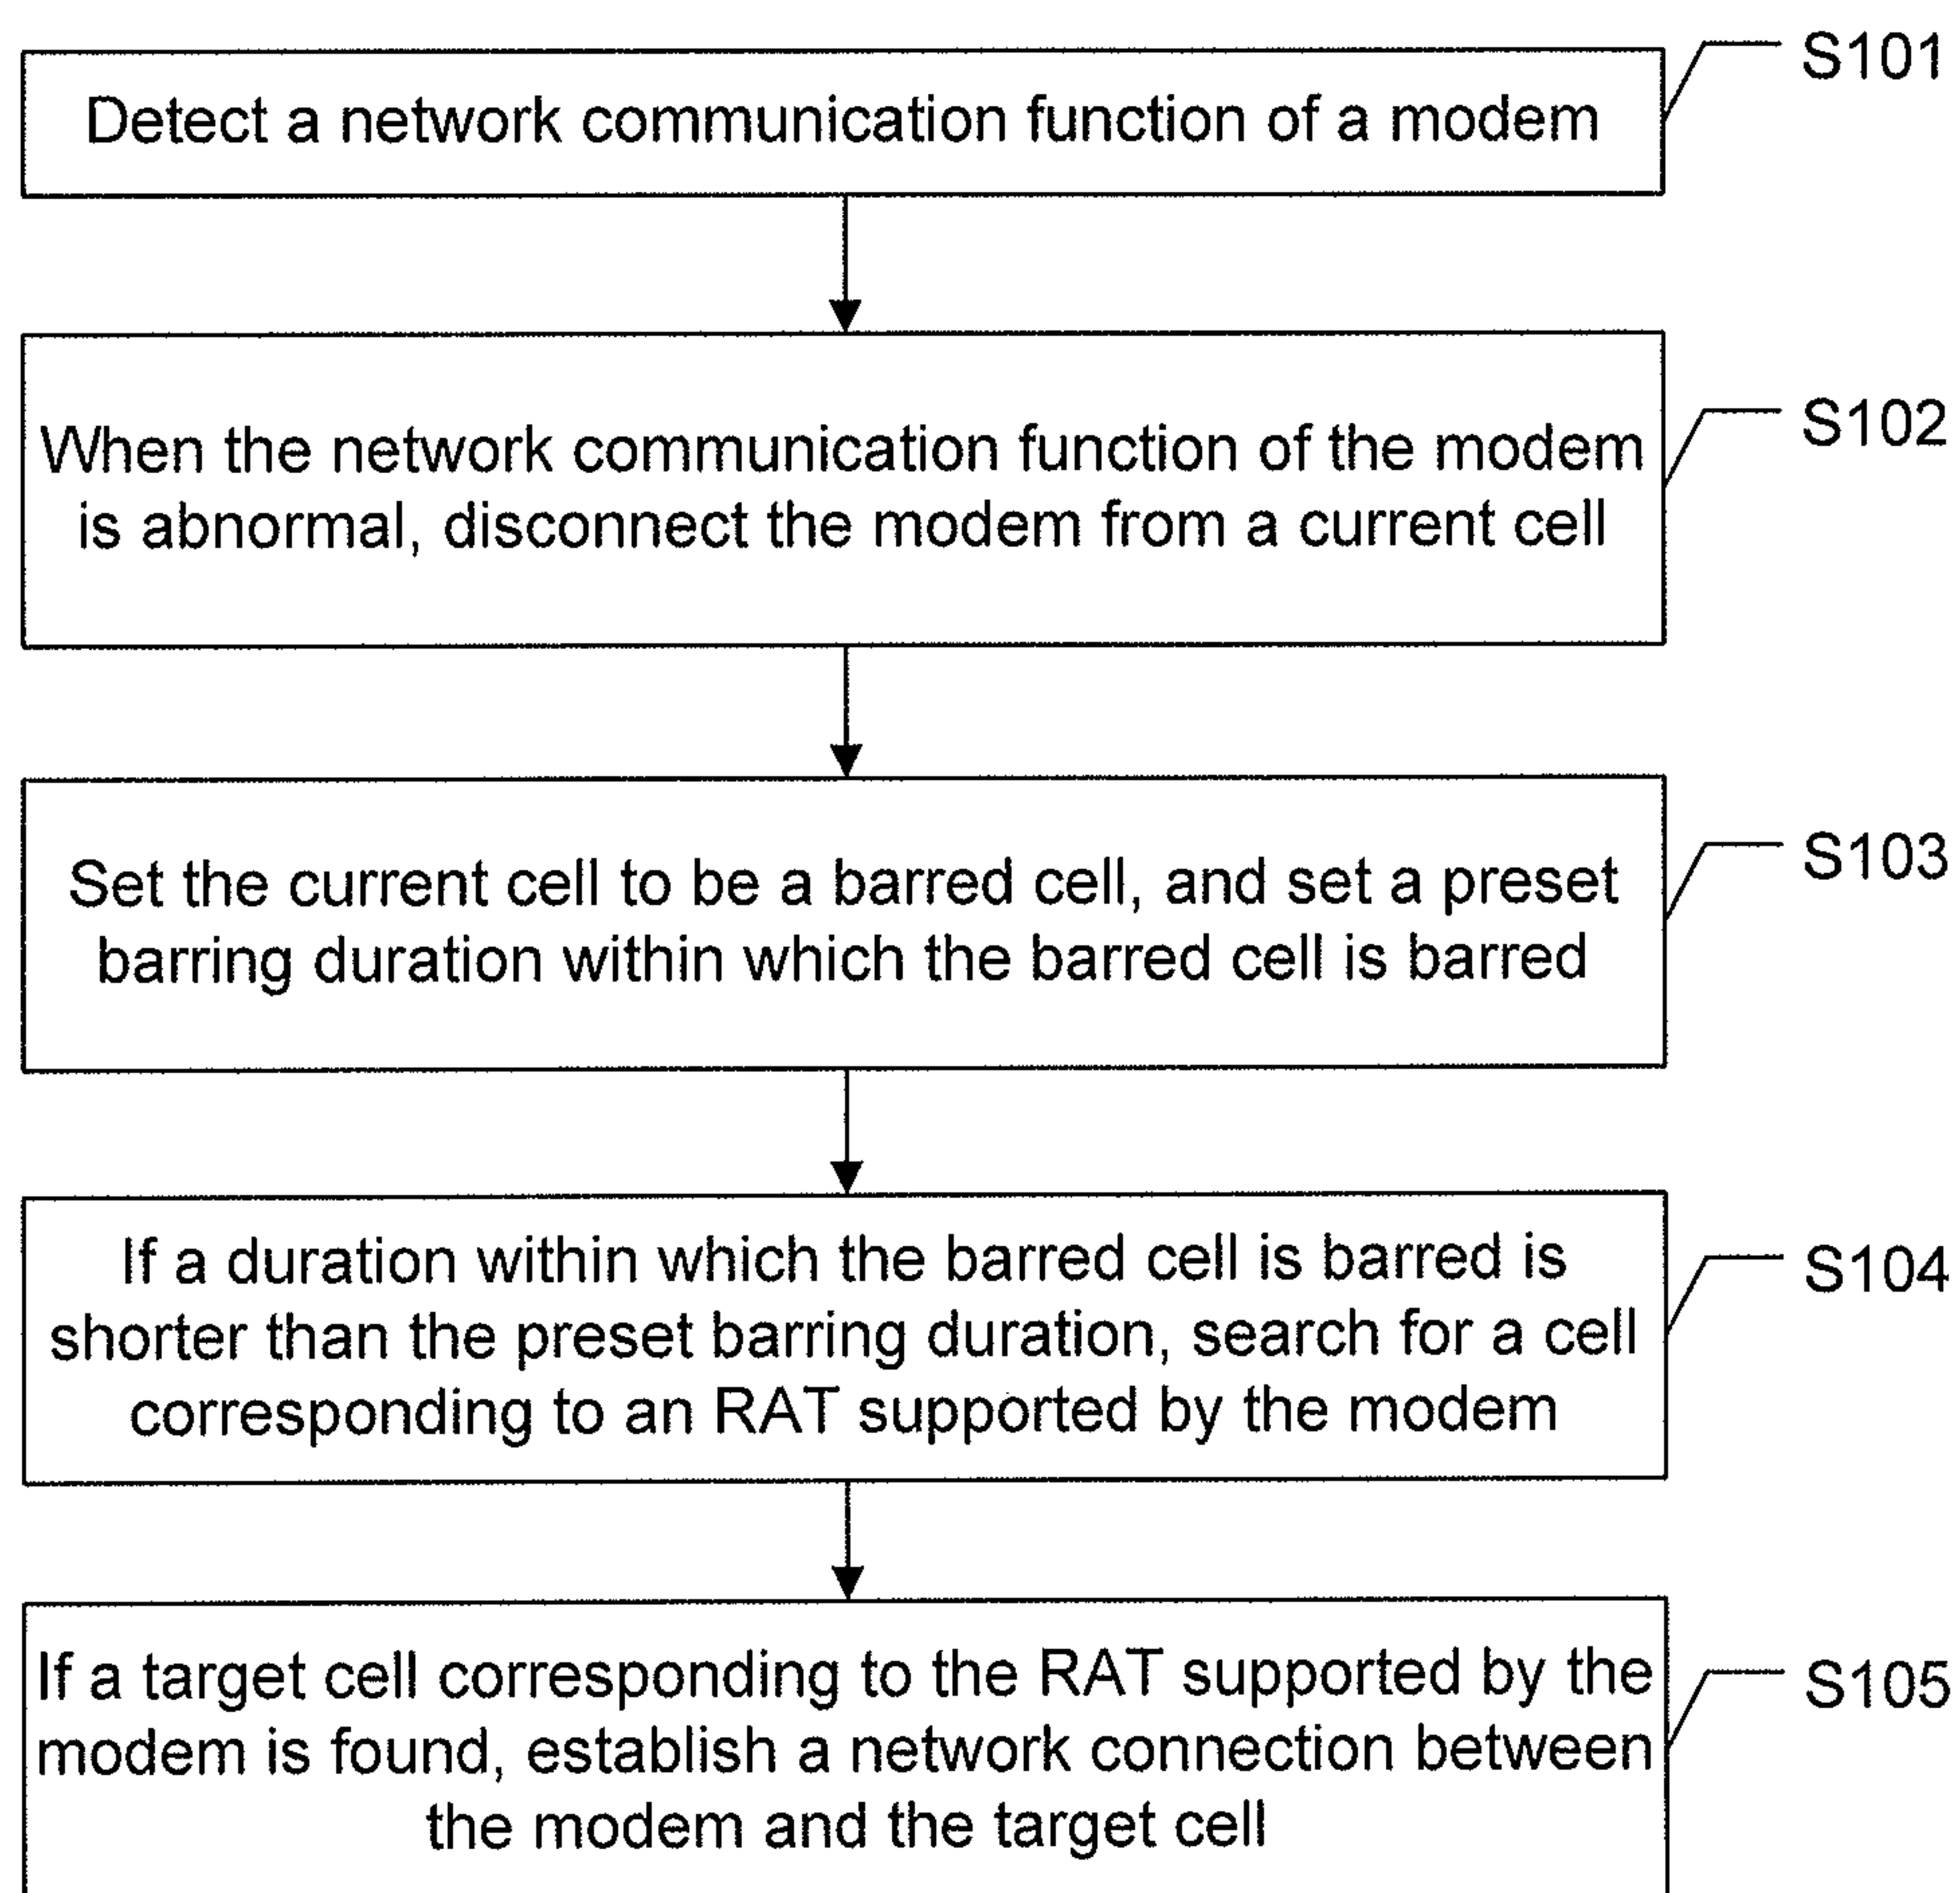 S101
Detect a network communication function of a modem
S102
When the network communication function of the modem
is abnormal, disconnect the modem from a current cell
S103
Set the current cell to be a barred cell, and set a preset
barring duration within which the barred cell is barred
S104
If a duration within which the barred cell is barred is
shorter than the preset barring duration, search for a cell
corresponding to an RAT supported by the modem
S105
If a target cell corresponding to the RAT supported by the
modem is found, establish a network connection between
the modem and the target cell